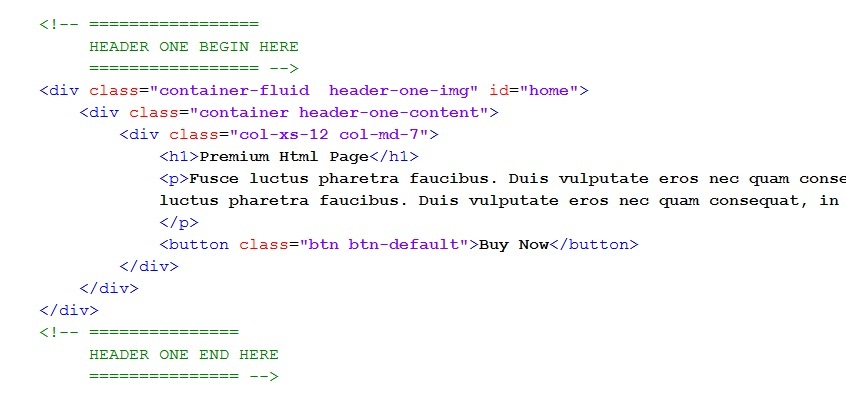 <!-- =================
HEADER ONE BEGIN HERE
================= -->
<div class="container-fluid  header-one-img" id="home">
<div class="container header-one-content">
<div class="col-xs-12 col-md-7">
<h1>Premium Html Page</h1>
<p>Fusce luctus pharetra faucibus. Duis vulputate eros nec quam conse
luctus pharetra faucibus. Duis vulputate eros nec quam consequat, in
</p>
<button class="btn btn-default">Buy Now</button>
</div>
</div>
</div>
<!-- ===============
HEADER ONE END HERE
=============== -->